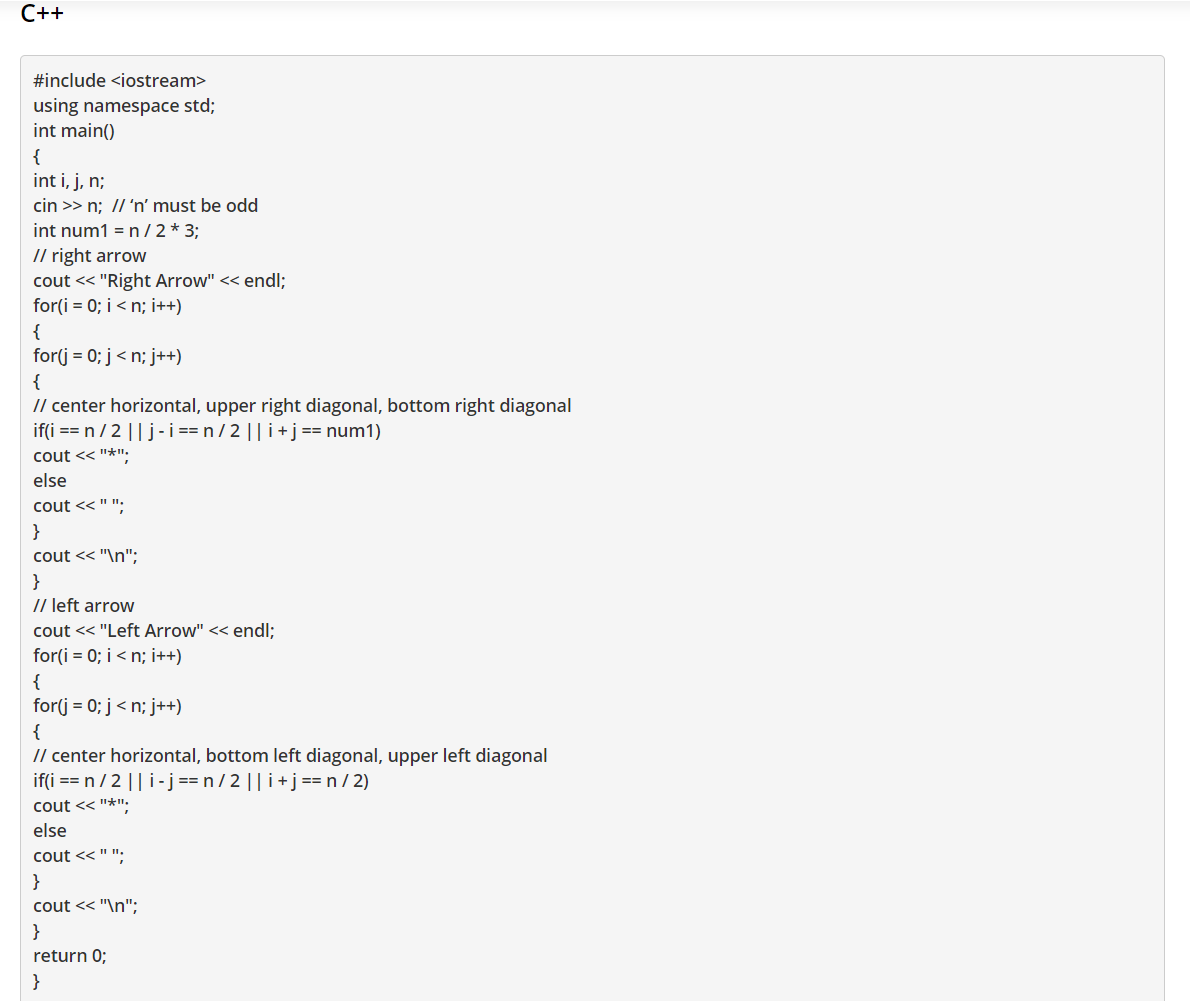 C++
#include <iostream>
using namespace std;
int main()
{
int i, j, n;
cin >> n;  // ‘n’ must be odd
int num1 = n / 2 * 3;
// right arrow
cout << "Right Arrow" << endl;
for(i = 0; i < n; i++)
{
for(j = 0; j < n; j++)
{
// center horizontal, upper right diagonal, bottom right diagonal
if(i == n / 2 || j - i == n / 2 || i + j == num1)
cout << "*";
else
cout << " ";
}
cout << "\n";
}
// left arrow
cout << "Left Arrow" << endl;
for(i = 0; i < n; i++)
{
for(j = 0; j < n; j++)
{
// center horizontal, bottom left diagonal, upper left diagonal
if(i == n / 2 || i - j == n / 2 || i + j == n / 2)
cout << "*";
else
cout << " ";
}
cout << "\n";
}
return 0;
}